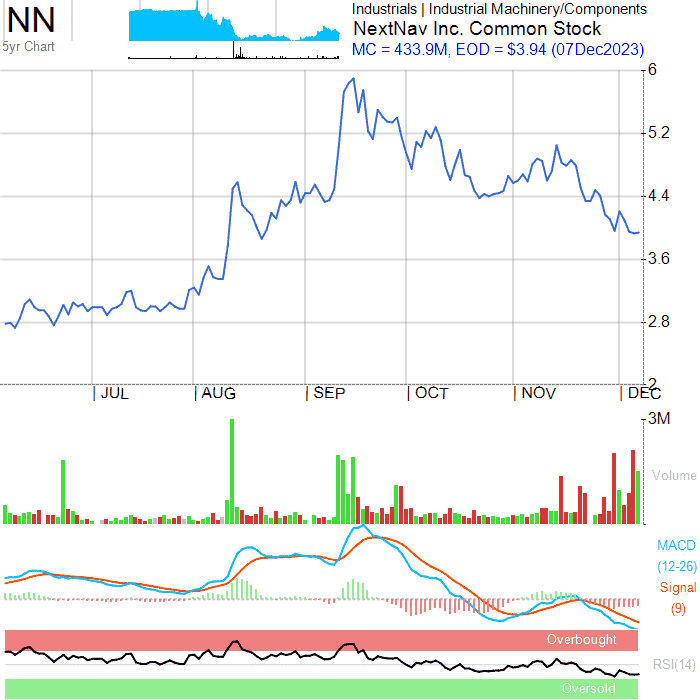 NN
5yr Chart
Industrials | Industrial Machinery/Components
NextNav Inc. Common Stock
MC = 433.9M, EOD = $3.94 (07Dec2023)
6
5.2
4.4
3.6
2.8
2
JUL
AUG
SEP
OCT
NOV
DEC
3M
Volume
MACD
(12-26)
Signal
(9)
Overbought
RSI(14)
Oversold